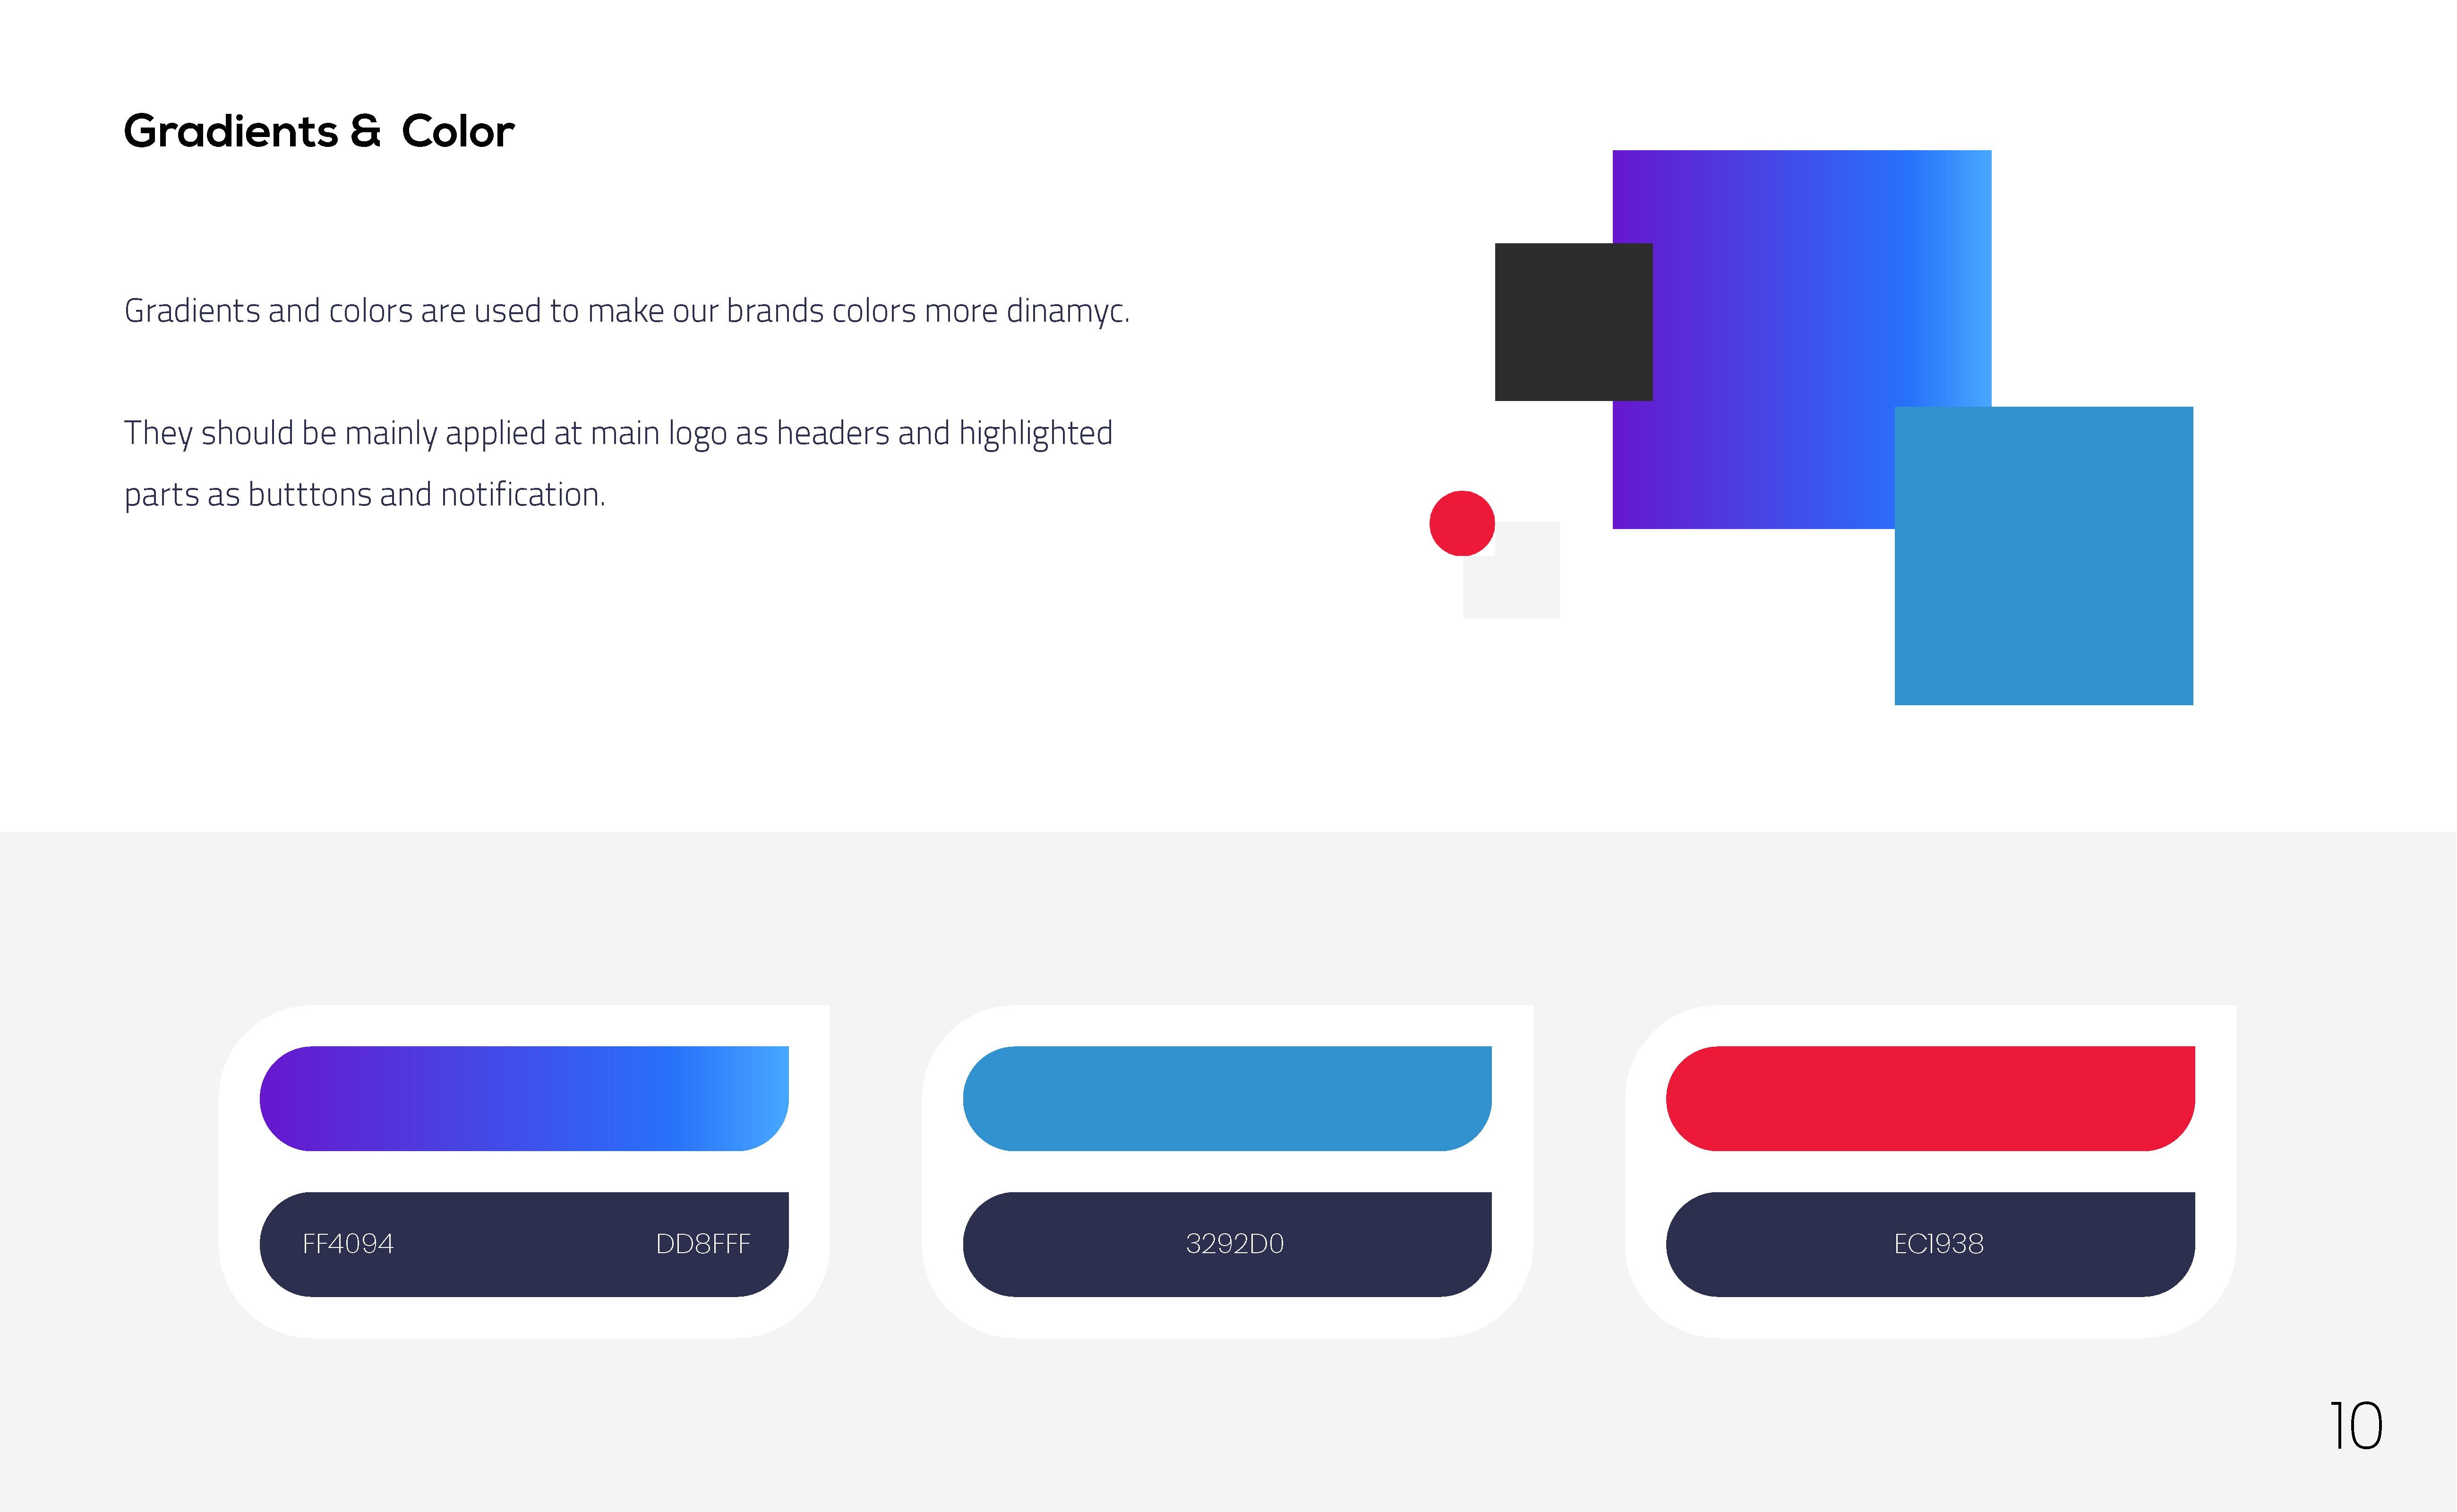 Gradients & Color
Gradients and colors are used to make our brands colors more dinamyc.
They should be mainly applied at main logo as headers and highlighted
parts as butttons and notification.
FF4094
DD8FFF
3292D0
EC1938
10